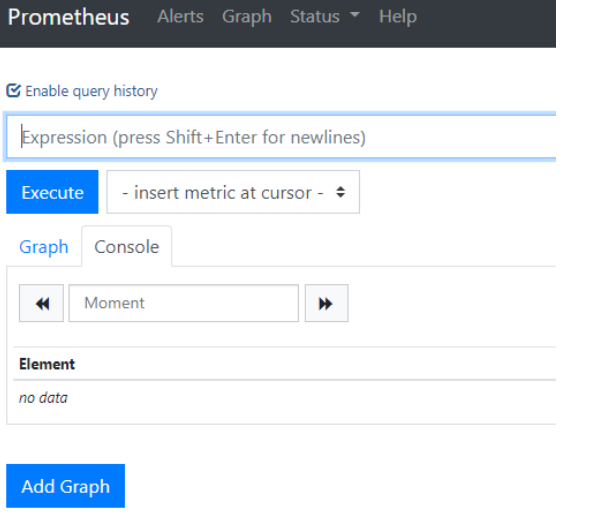 Prometheus Alerts Graph Status Help
Enable query history
Expression (press Shift+Enter for newlines)
Execute - insert metric at cursor -
Graph Console
Moment
Element
no data
Add Graph